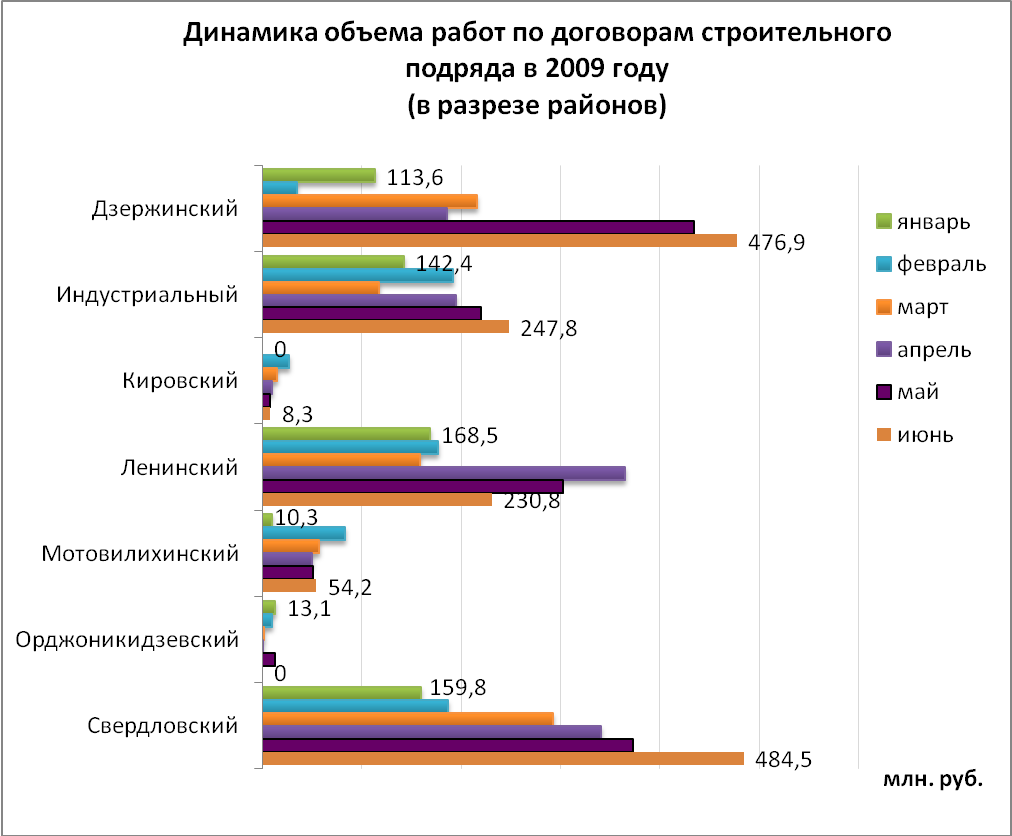 Динамика объема работ по договорам строительного
подряда в 2009 году
(в разрезе районов)
Дзержинский
113,6
476,9
Индустриальный
142,4
247,8
Кировский
0
8,3
Ленинский
168,5
230,8
Мотовилихинский
10,3
54,2
Орджоникидзевский
13,1
0
Свердловский
159,8
484,5
январь
февраль
март
апрель
май
июнь
млн. руб.